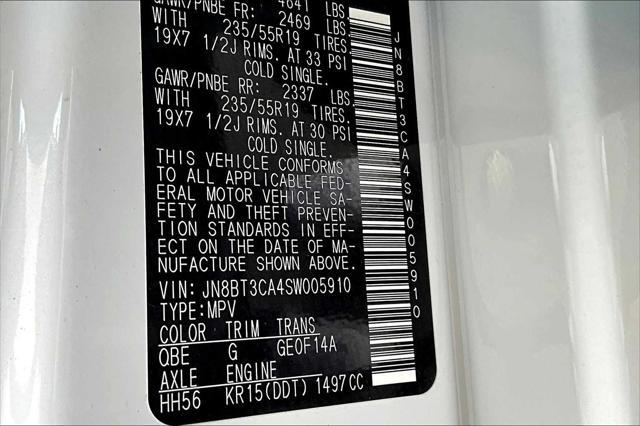 GAWR/PNBE FR: 2469 LBS.
WITH 235/55R19 TIRES
19X7 1/2J RIMS. AT 33 PSI
COLD SINGLE.
GAWR/PNBE RR: 2337 LBS.
WITH 235/55R19 TIRES.
19X7 1/2J RIMS. AT 30 PSI
COLD SINGLE.
THIS VEHICLE CONFORMS
TO ALL APPLICABLE FED-
ERAL MOTOR VEHICLE SA-
FETY AND THEFT PREVEN-
TION STANDARDS IN EFF-
ECT ON THE DATE OF MA-
NUFACTURE SHOWN ABOVE.
VIN: JN8BT3CA4SW005910
TYPE:MPV
COLOR TRIM TRANS
QBE G GEOF14A
AXLE ENGINE
HH56 KR15(DDT) 1497CC
JN8BT3CA4SW005910